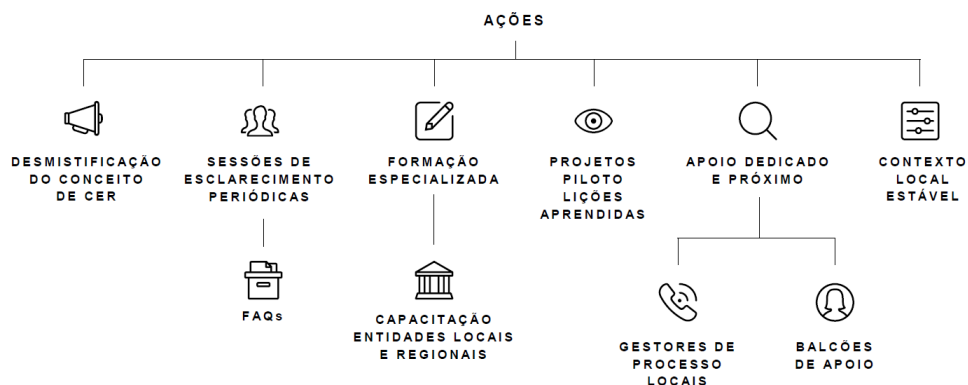 AÇÕES
DESMISTIFICAÇÃO
DO CONCEITO
DE CER
SESSÕES DE
ESCLARECIMENTO
PERIÓDICAS
FORMAÇÃO
ESPECIALIZADA
PROJETOS
PILOTO
LIÇÕES
APRENDIDAS
APOIO DEDICADO
E PRÓXIMO
CONTEXTO
LOCAL
ESTÁVEL
FAQs
CAPACITAÇÃO
ENTIDADES LOCAIS
E REGIONAIS
GESTORES DE
PROCESSO
LOCAIS
BALCÕES
DE APOIO